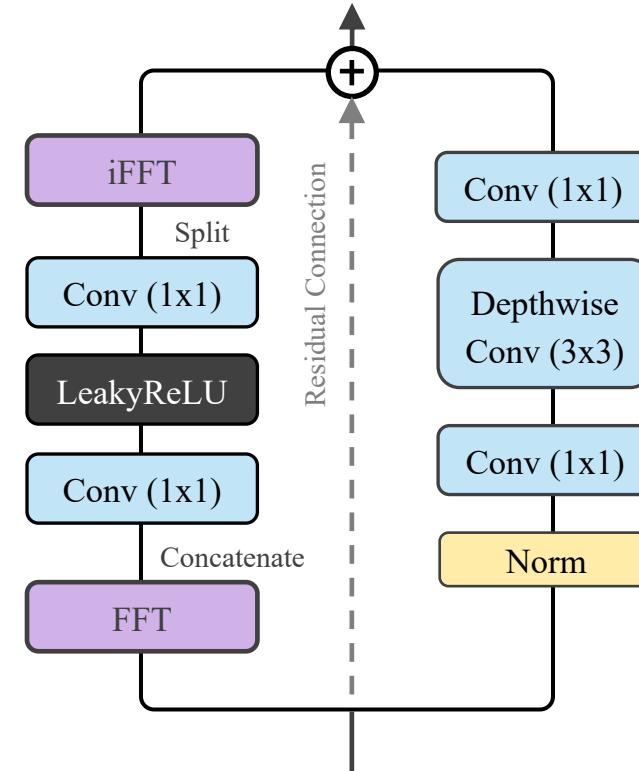 iFFT
Split
Conv (1x1)
LeakyReLU
Conv (1x1)
Concatenate
FFT
Residual Connection
Conv (1x1)
Depthwise
Conv (3x3)
Conv (1x1)
Norm